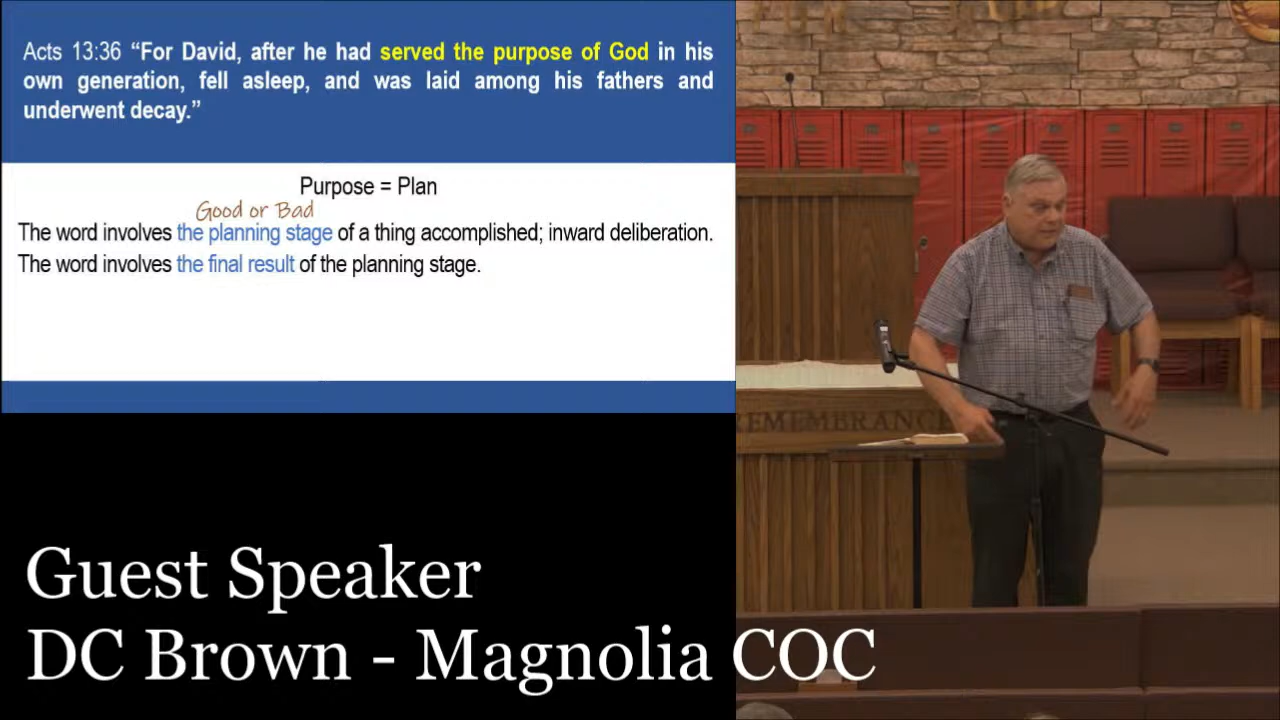 Acts 13:36 “For David, after he had served the purpose of God in his
own generation, fell asleep, and was laid among his fathers and
underwent decay.”
Purpose = Plan
Good or Bad
The word involves the planning stage of a thing accomplished; inward deliberation.
The word involves the final result of the planning stage.
REMEMBRANCE
Guest Speaker
DC Brown - Magnolia COC